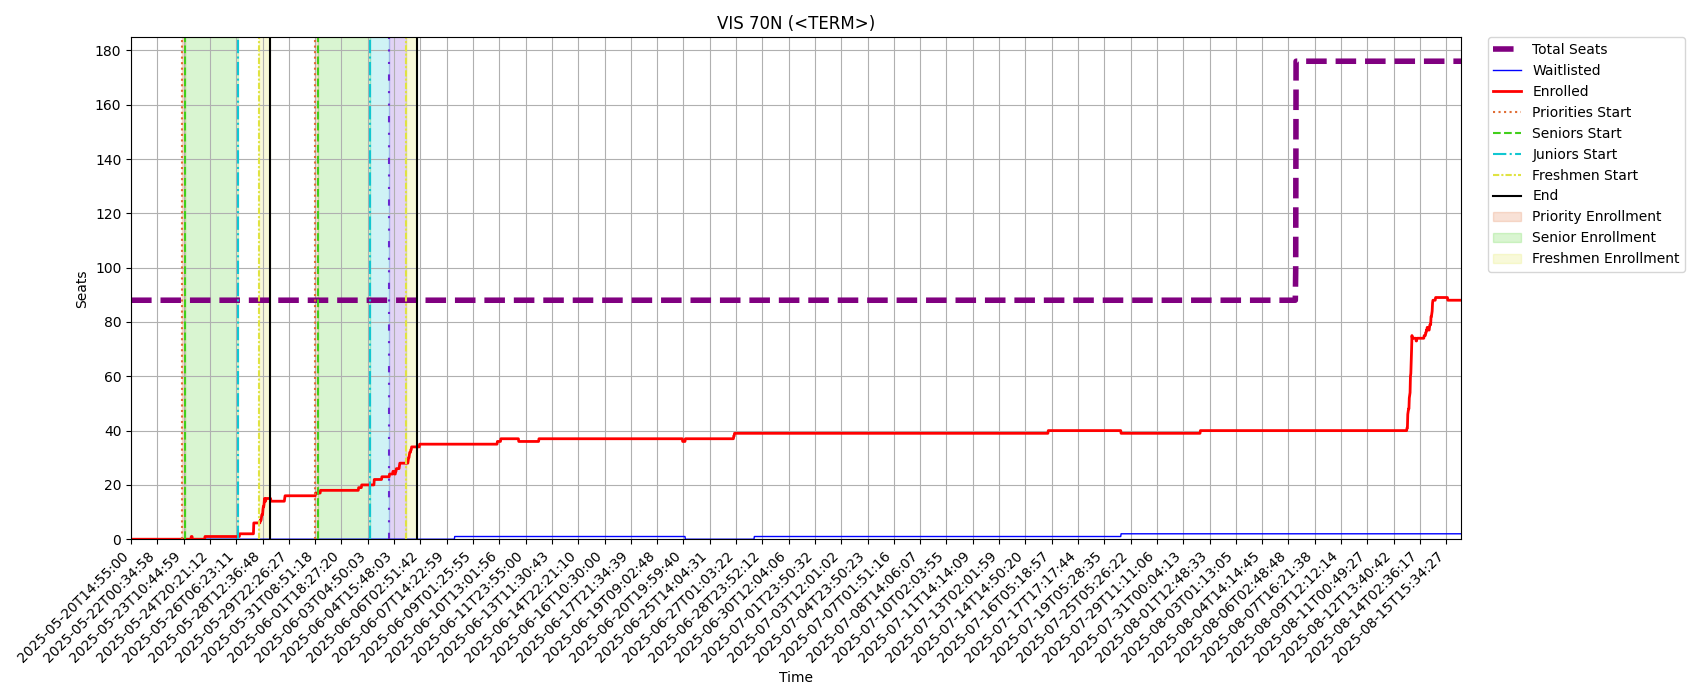 VIS 70N (<TERM>)
180
160
140
120
100
80
60
40
20
0
Seats
2025-05-20T14:55:00
2025-05-22T00:34:58
2025-05-23T10:44:59
2025-05-24T20:21:12
2025-05-26T06:23:11
2025-05-28T12:36:48
2025-05-29T22:26:27
2025-05-31T08:51:18
2025-06-01T18:27:20
2025-06-03T04:50:03
2025-06-04T15:48:03
2025-06-06T02:51:42
2025-06-07T14:22:59
2025-06-09T01:25:55
2025-06-10T13:01:56
2025-06-11T23:55:00
2025-06-13T11:30:43
2025-06-14T22:21:10
2025-06-16T10:30:00
2025-06-17T21:34:39
2025-06-19T09:02:48
2025-06-20T19:59:40
2025-06-25T14:04:31
2025-06-27T01:03:22
2025-06-28T23:52:12
2025-06-30T12:04:06
2025-07-01T23:50:32
2025-07-03T12:01:02
2025-07-04T23:50:23
2025-07-07T01:51:16
2025-07-08T14:06:07
2025-07-10T02:03:55
2025-07-11T14:14:09
2025-07-13T02:01:59
2025-07-14T14:50:20
2025-07-16T05:18:57
2025-07-17T17:17:44
2025-07-19T05:28:35
2025-07-25T05:26:22
2025-07-29T11:11:06
2025-07-31T00:04:13
2025-08-01T12:48:33
2025-08-03T01:13:05
2025-08-04T14:14:45
2025-08-06T02:48:48
2025-08-07T16:21:38
2025-08-09T12:12:14
2025-08-11T00:49:27
2025-08-12T13:40:42
2025-08-14T02:36:17
2025-08-15T15:34:27
Time
Total Seats
Waitlisted
Enrolled
Priorities Start
Seniors Start
Juniors Start
Freshmen Start
End
Priority Enrollment
Senior Enrollment
Freshmen Enrollment